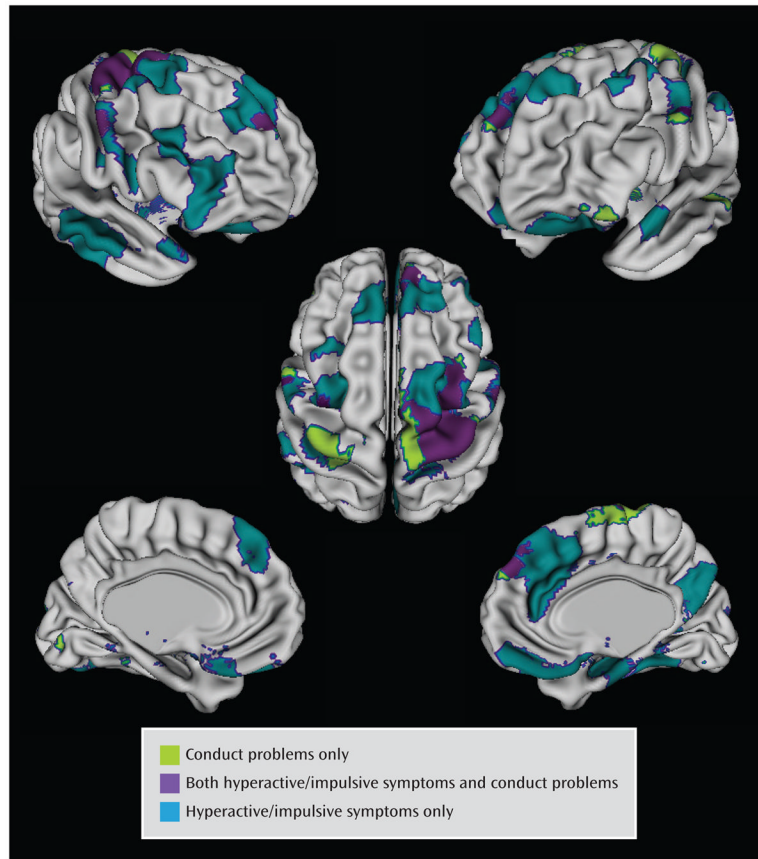 Conduct problems only
Both hyperactive/impulsive symptoms and conduct problems
Hyperactive/impulsive symptoms only